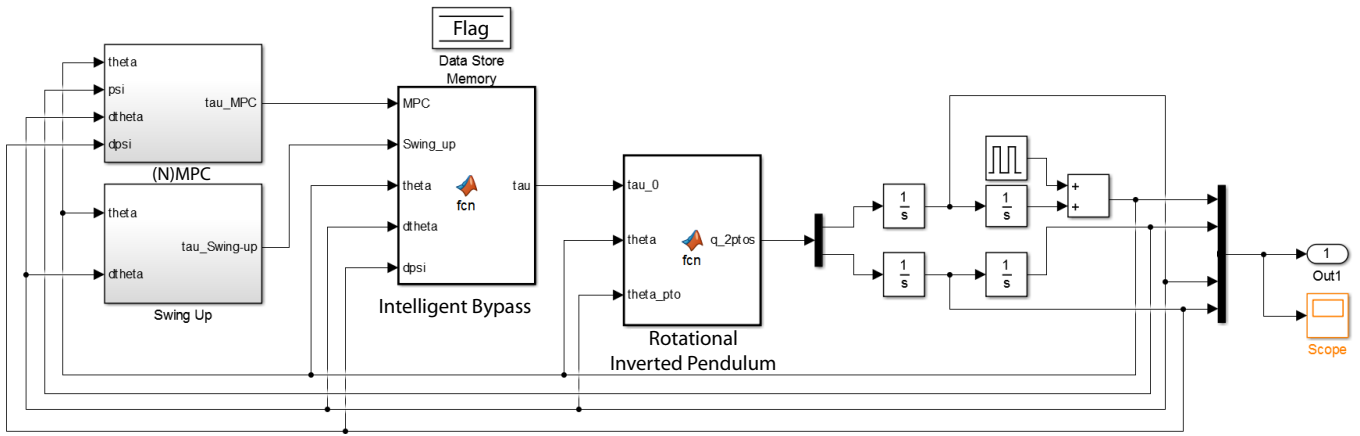 Flag
Data Store
Memory
theta
psi
dtheta
dpsi
tau_MPC
(N)MPC
theta
dtheta
tau_Swing-up
Swing Up
MPC
Swing_up
theta
dtheta
dpsi
fcn
tau
Intelligent Bypass
tau_0
theta
theta_pto
fcn
q_2ptos
Rotational
Inverted Pendulum
1
s
1
s
1
s
1
s
+
+
1
Out1
Scope